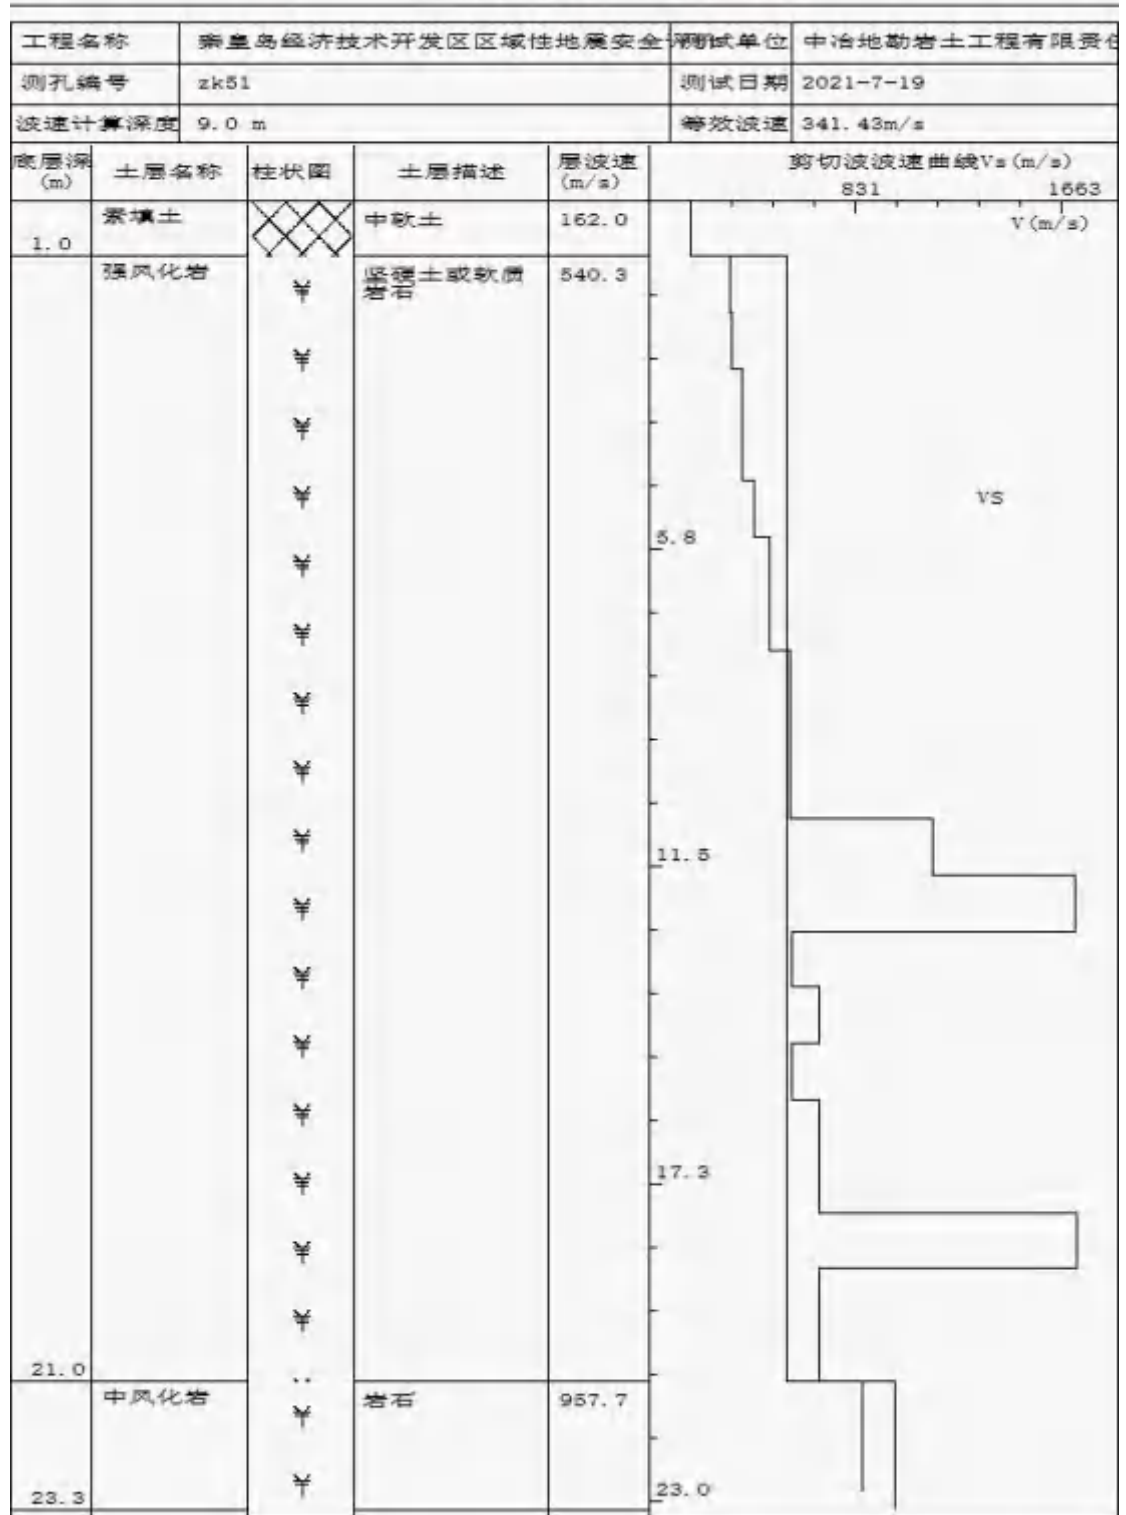 工程名称 秦皇岛经济技术开发区区域性地震安全 测试单位 中冶地勘岩土工程有限责任
测孔编号 zk51 测试日期 2021-7-19
波速计算深度 9.0 m 等效波速 341.43m/s
底层深(m) 土层名称 柱状图 土层描述 层波速(m/s) 剪切波波速曲线Vs(m/s)
831 1663
V(m/s)
1.0 素填土 中软土 162.0
强风化岩 坚硬土或软质 540.3
岩石
VS
5.8
11.5
17.3
21.0
中风化岩 岩石 957.7
23.0
23.3